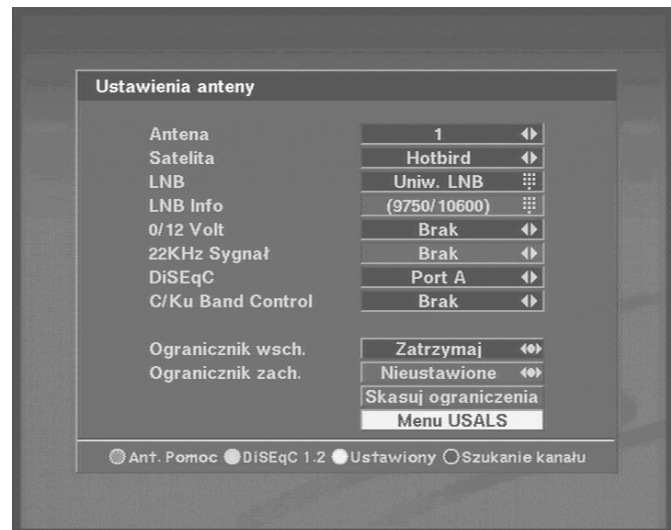 Ustawienia anteny
Antena 1
Satelita Hotbird
LNB Uniw. LNB
LNB Info (9750/10600)
0/12 Volt Brak
22KHz Sygnał Brak
DiSEqC Port A
C/Ku Band Control Brak
Ogranicznik wsch. Zatrzymaj
Ogranicznik zach. Nieustawione
Skasuj ograniczenia
Menu USALS
Ant. Pomoc DiSEqC 1.2 Ustawiony Szukanie kanału